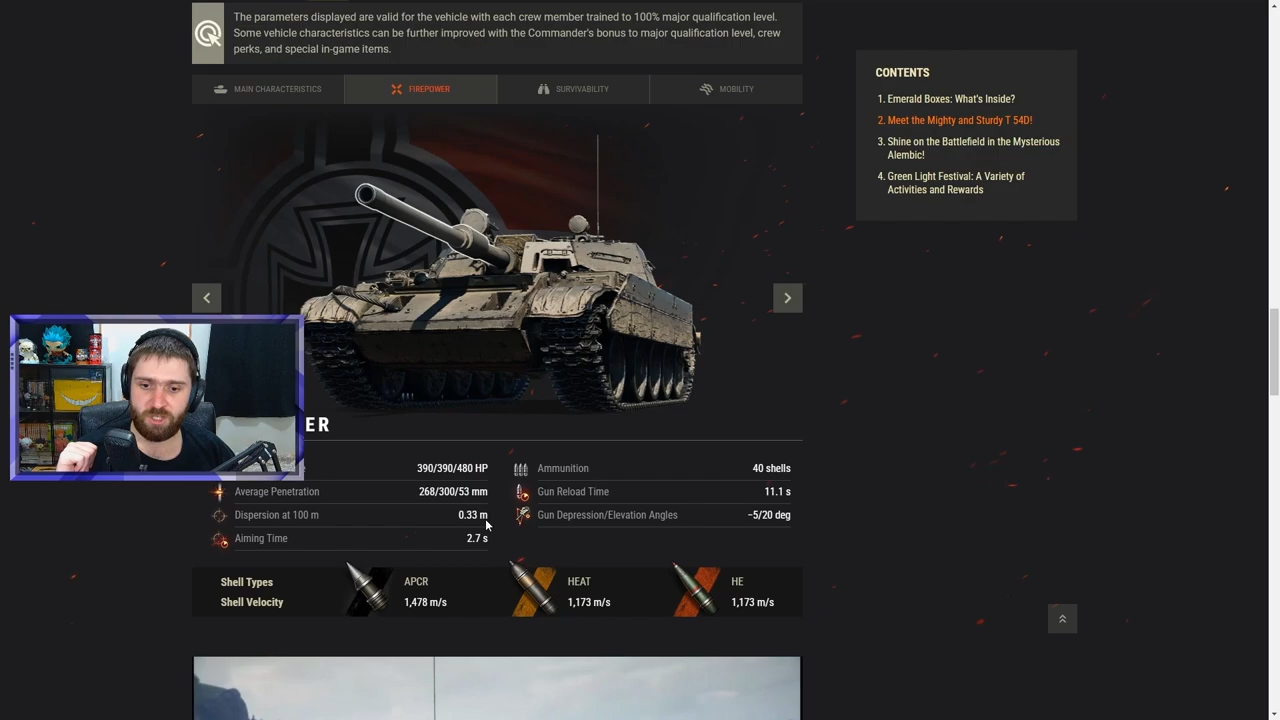 The parameters displayed are valid for the vehicle with each crew member trained to 100% major qualification level.
Some vehicle characteristics can be further improved with the Commander's bonus to major qualification level, crew
perks, and special in-game items.
MAIN CHARACTERISTICS
FIREPOWER
SURVIVABILITY
MOBILITY
CONTENTS
1. Emerald Boxes: What's Inside?
2. Meet the Mighty and Sturdy T 54D!
3. Shine on the Battlefield in the Mysterious
Alembic!
4. Green Light Festival: A Variety of
Activities and Rewards
ER
390/390/480 HP
Average Penetration 268/300/53 mm
Dispersion at 100 m 0.33 m
Aiming Time 2.7 s
Ammunition 40 shells
Gun Reload Time 11.1 s
Gun Depression/Elevation Angles −5/20 deg
Shell Types APCR HEAT HE
Shell Velocity 1,478 m/s 1,173 m/s 1,173 m/s